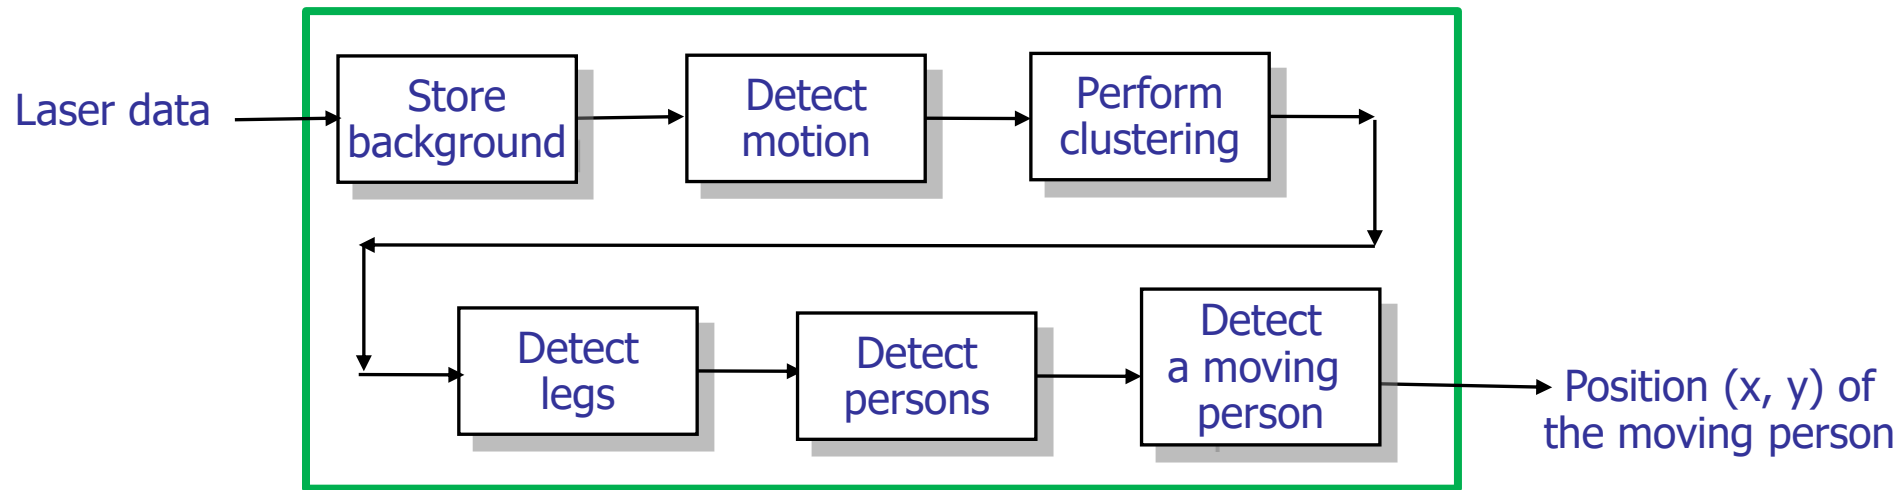 Laser data
Store
background
Detect
motion
Perform
clustering
Detect
legs
Detect
persons
Detect
a moving
person
Position (x, y) of
the moving person